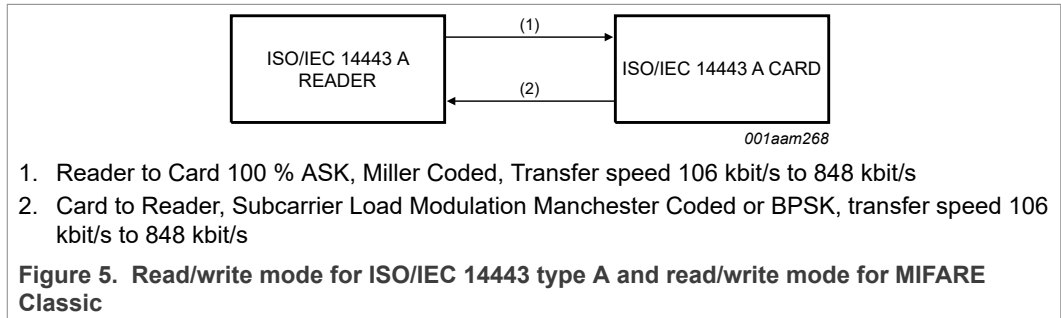 (1)
ISO/IEC 14443 A
READER
ISO/IEC 14443 A CARD
(2)
001aam268
1. Reader to Card 100 % ASK, Miller Coded, Transfer speed 106 kbit/s to 848 kbit/s
2. Card to Reader, Subcarrier Load Modulation Manchester Coded or BPSK, transfer speed 106
kbit/s to 848 kbit/s
Figure 5. Read/write mode for ISO/IEC 14443 type A and read/write mode for MIFARE
Classic